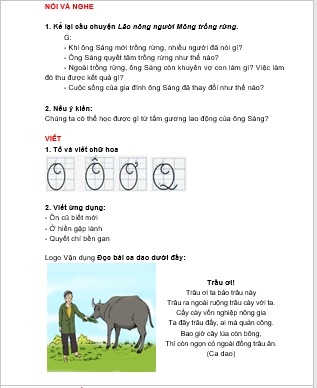 NÓI VÀ NGHE
1. Kể lại câu chuyện Lão nông người Mông trồng rừng.
G:
- Khi ông Sáng mới trồng rừng, nhiều người đã nói gì?
- Ông Sáng quyết tâm trồng rừng như thế nào?
- Ngoài trồng rừng, ông Sáng còn khuyên vợ con làm gì? Việc làm
đó thu được kết quả gì?
- Cuộc sống của gia đình ông Sáng đã thay đổi như thế nào?
2. Nêu ý kiến:
Chúng ta có thể học được gì từ tấm gương lao động của ông Sáng?
VIẾT
1. Tô và viết chữ hoa
O Ô Ơ Q
2. Viết ứng dụng:
- Ôn cũ biết mới
- Ở hiền gặp lành
- Quyết chí bền gan
Logo Vận dụng Đọc bài ca dao dưới đây:
Trâu ơi!
Trâu ơi ta bảo trâu này
Trâu ra ngoài ruộng trâu cày với ta.
Cấy cày vốn nghiệp nông gia
Ta đây trâu đấy, ai mà quản công.
Bao giờ cây lúa còn bông,
Thì còn ngọn cỏ ngoài đồng trâu ăn.
(Ca dao)